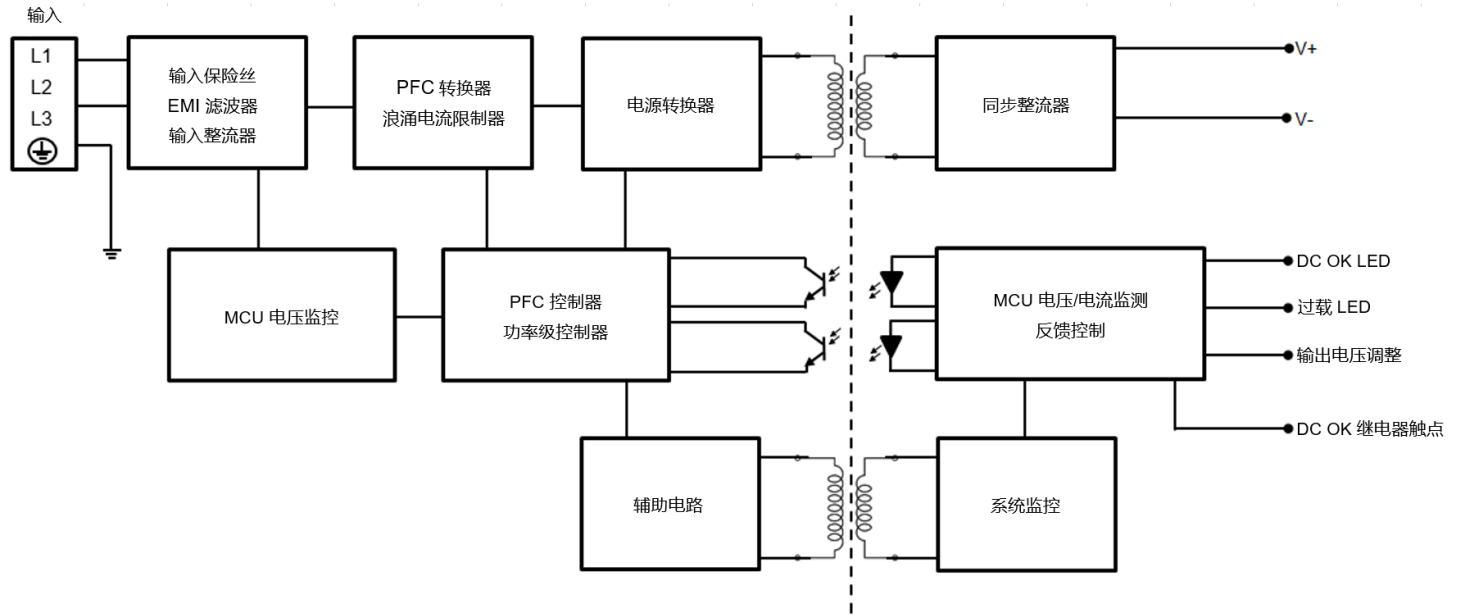 输入
L1
L2
L3
输入保险丝
EMI 滤波器
输入整流器
PFC 转换器
浪涌电流限制器
电源转换器
同步整流器
V+
V-
MCU 电压监控
PFC 控制器
功率级控制器
MCU 电压/电流监测
反馈控制
DC OK LED
过载 LED
输出电压调整
DC OK 继电器触点
辅助电路
系统监控